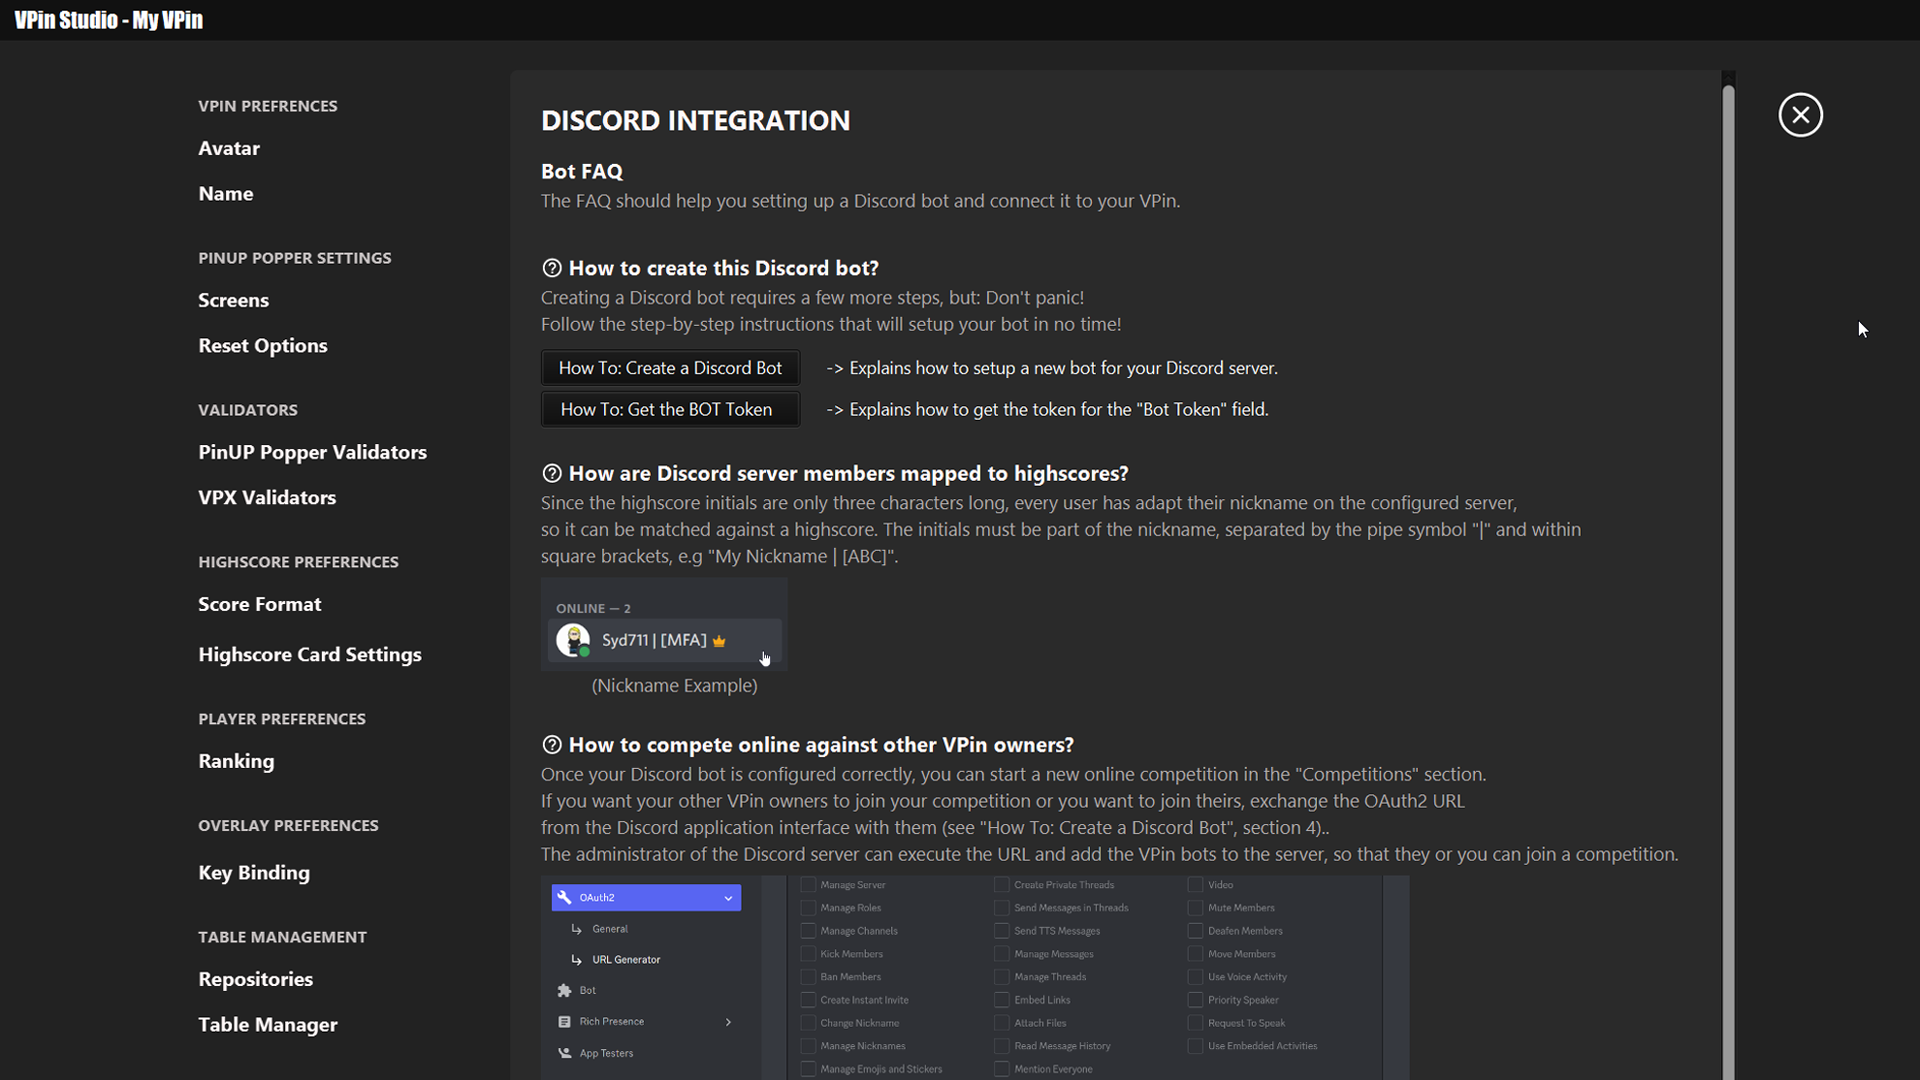 VPin Studio - My VPin
VPIN PREFRENCES
Avatar
Name
PINUP POPPER SETTINGS
Screens
Reset Options
VALIDATORS
PinUP Popper Validators
VPX Validators
HIGHSCORE PREFERENCES
Score Format
Highscore Card Settings
PLAYER PREFERENCES
Ranking
OVERLAY PREFERENCES
Key Binding
TABLE MANAGEMENT
Repositories
Table Manager
DISCORD INTEGRATION
Bot FAQ
The FAQ should help you setting up a Discord bot and connect it to your VPin.
How to create this Discord bot?
Creating a Discord bot requires a few more steps, but: Don't panic!
Follow the step-by-step instructions that will setup your bot in no time!
How To: Create a Discord Bot -> Explains how to setup a new bot for your Discord server.
How To: Get the BOT Token -> Explains how to get the token for the "Bot Token" field.
How are Discord server members mapped to highscores?
Since the highscore initials are only three characters long, every user has adapt their nickname on the configured server,
so it can be matched against a highscore. The initials must be part of the nickname, separated by the pipe symbol "|" and within
square brackets, e.g "My Nickname | [ABC]".
ONLINE — 2
Syd711 | [MFA]
(Nickname Example)
How to compete online against other VPin owners?
Once your Discord bot is configured correctly, you can start a new online competition in the "Competitions" section.
If you want your other VPin owners to join your competition or you want to join theirs, exchange the OAuth2 URL
from the Discord application interface with them (see "How To: Create a Discord Bot", section 4)..
The administrator of the Discord server can execute the URL and add the VPin bots to the server, so that they or you can join a competition.
OAuth2
General
URL Generator
Bot
Rich Presence
App Testers
Manage Server
Manage Roles
Manage Channels
Kick Members
Ban Members
Create Instant Invite
Change Nickname
Manage Nicknames
Manage Emojis and Stickers
Create Private Threads
Send Messages in Threads
Send TTS Messages
Manage Messages
Manage Threads
Embed Links
Attach Files
Read Message History
Mention Everyone
Video
Mute Members
Deafen Members
Move Members
Use Voice Activity
Priority Speaker
Request To Speak
Use Embedded Activities